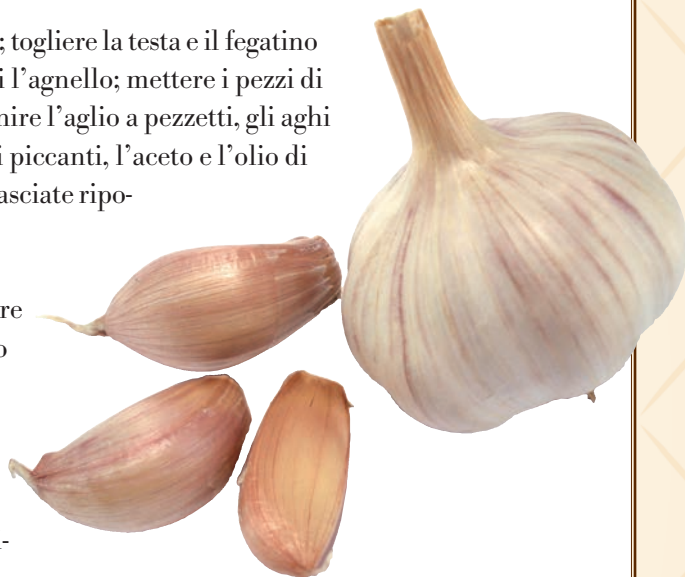 ; togliere la testa e il fegatino
i l’agnello; mettere i pezzi di
nire l’aglio a pezzetti, gli aghi
i piccanti, l’aceto e l’olio di
asciate ripo-
re
o
-